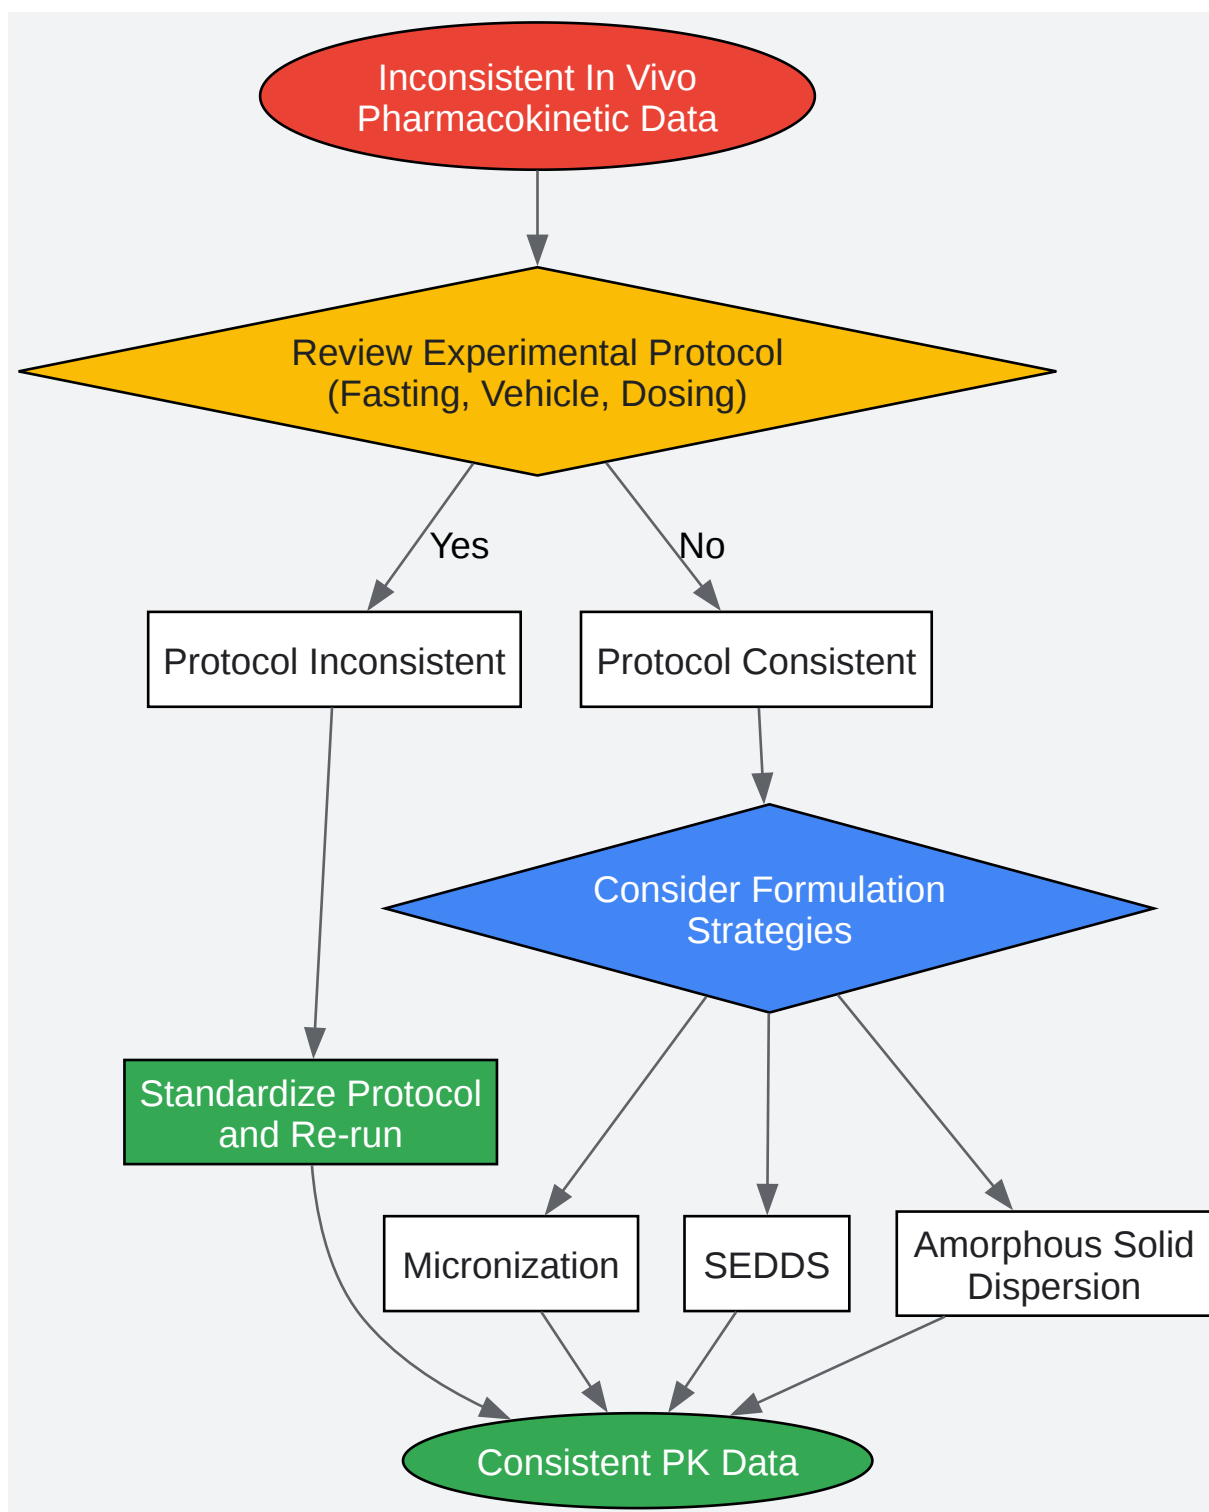 Inconsistent In Vivo
Pharmacokinetic Data
Review Experimental Protocol
(Fasting, Vehicle, Dosing)
Yes
No
Protocol Inconsistent
Protocol Consistent
Consider Formulation
Strategies
Standardize Protocol
and Re-run
Micronization
SEDDS
Amorphous Solid
Dispersion
Consistent PK Data